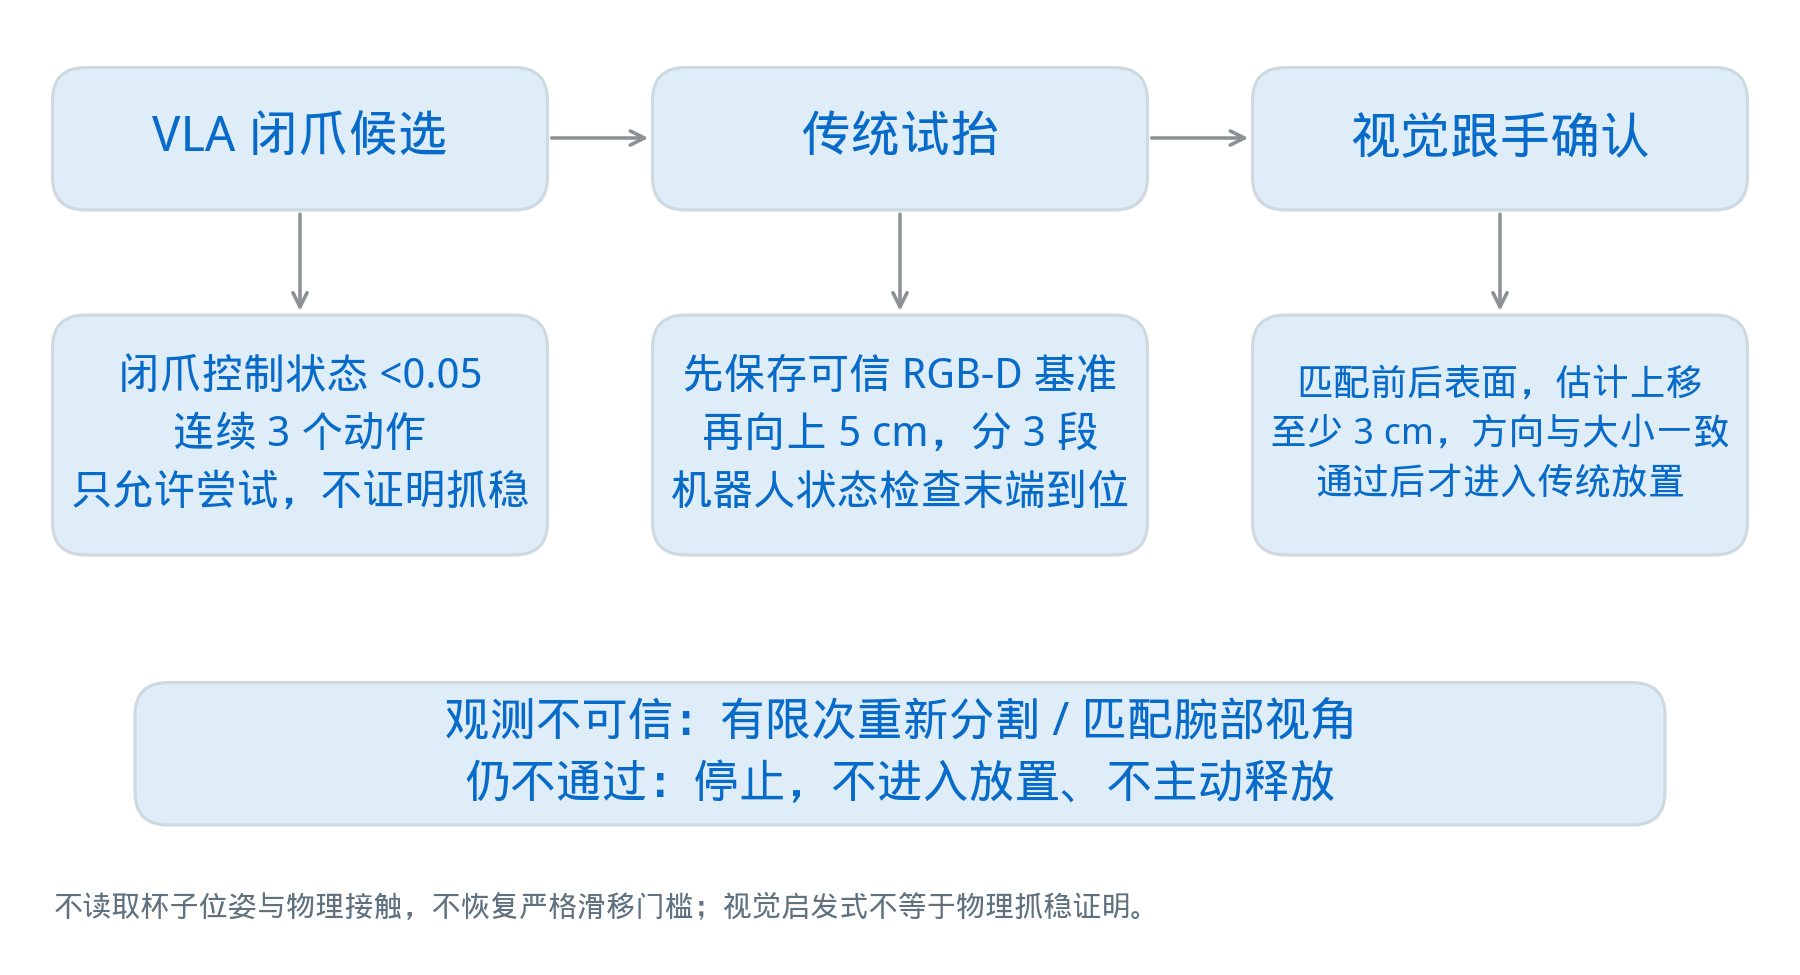 VLA 闭爪候选
传统试抬
视觉跟手确认
闭爪控制状态 <0.05
连续 3 个动作
只允许尝试，不证明抓稳
先保存可信 RGB-D 基准
再向上 5 cm，分 3 段
机器人状态检查末端到位
匹配前后表面，估计上移
至少 3 cm，方向与大小一致
通过后才进入传统放置
观测不可信：有限次重新分割 / 匹配腕部视角
仍不通过：停止，不进入放置、不主动释放
不读取杯子位姿与物理接触，不恢复严格滑移门槛；视觉启发式不等于物理抓稳证明。